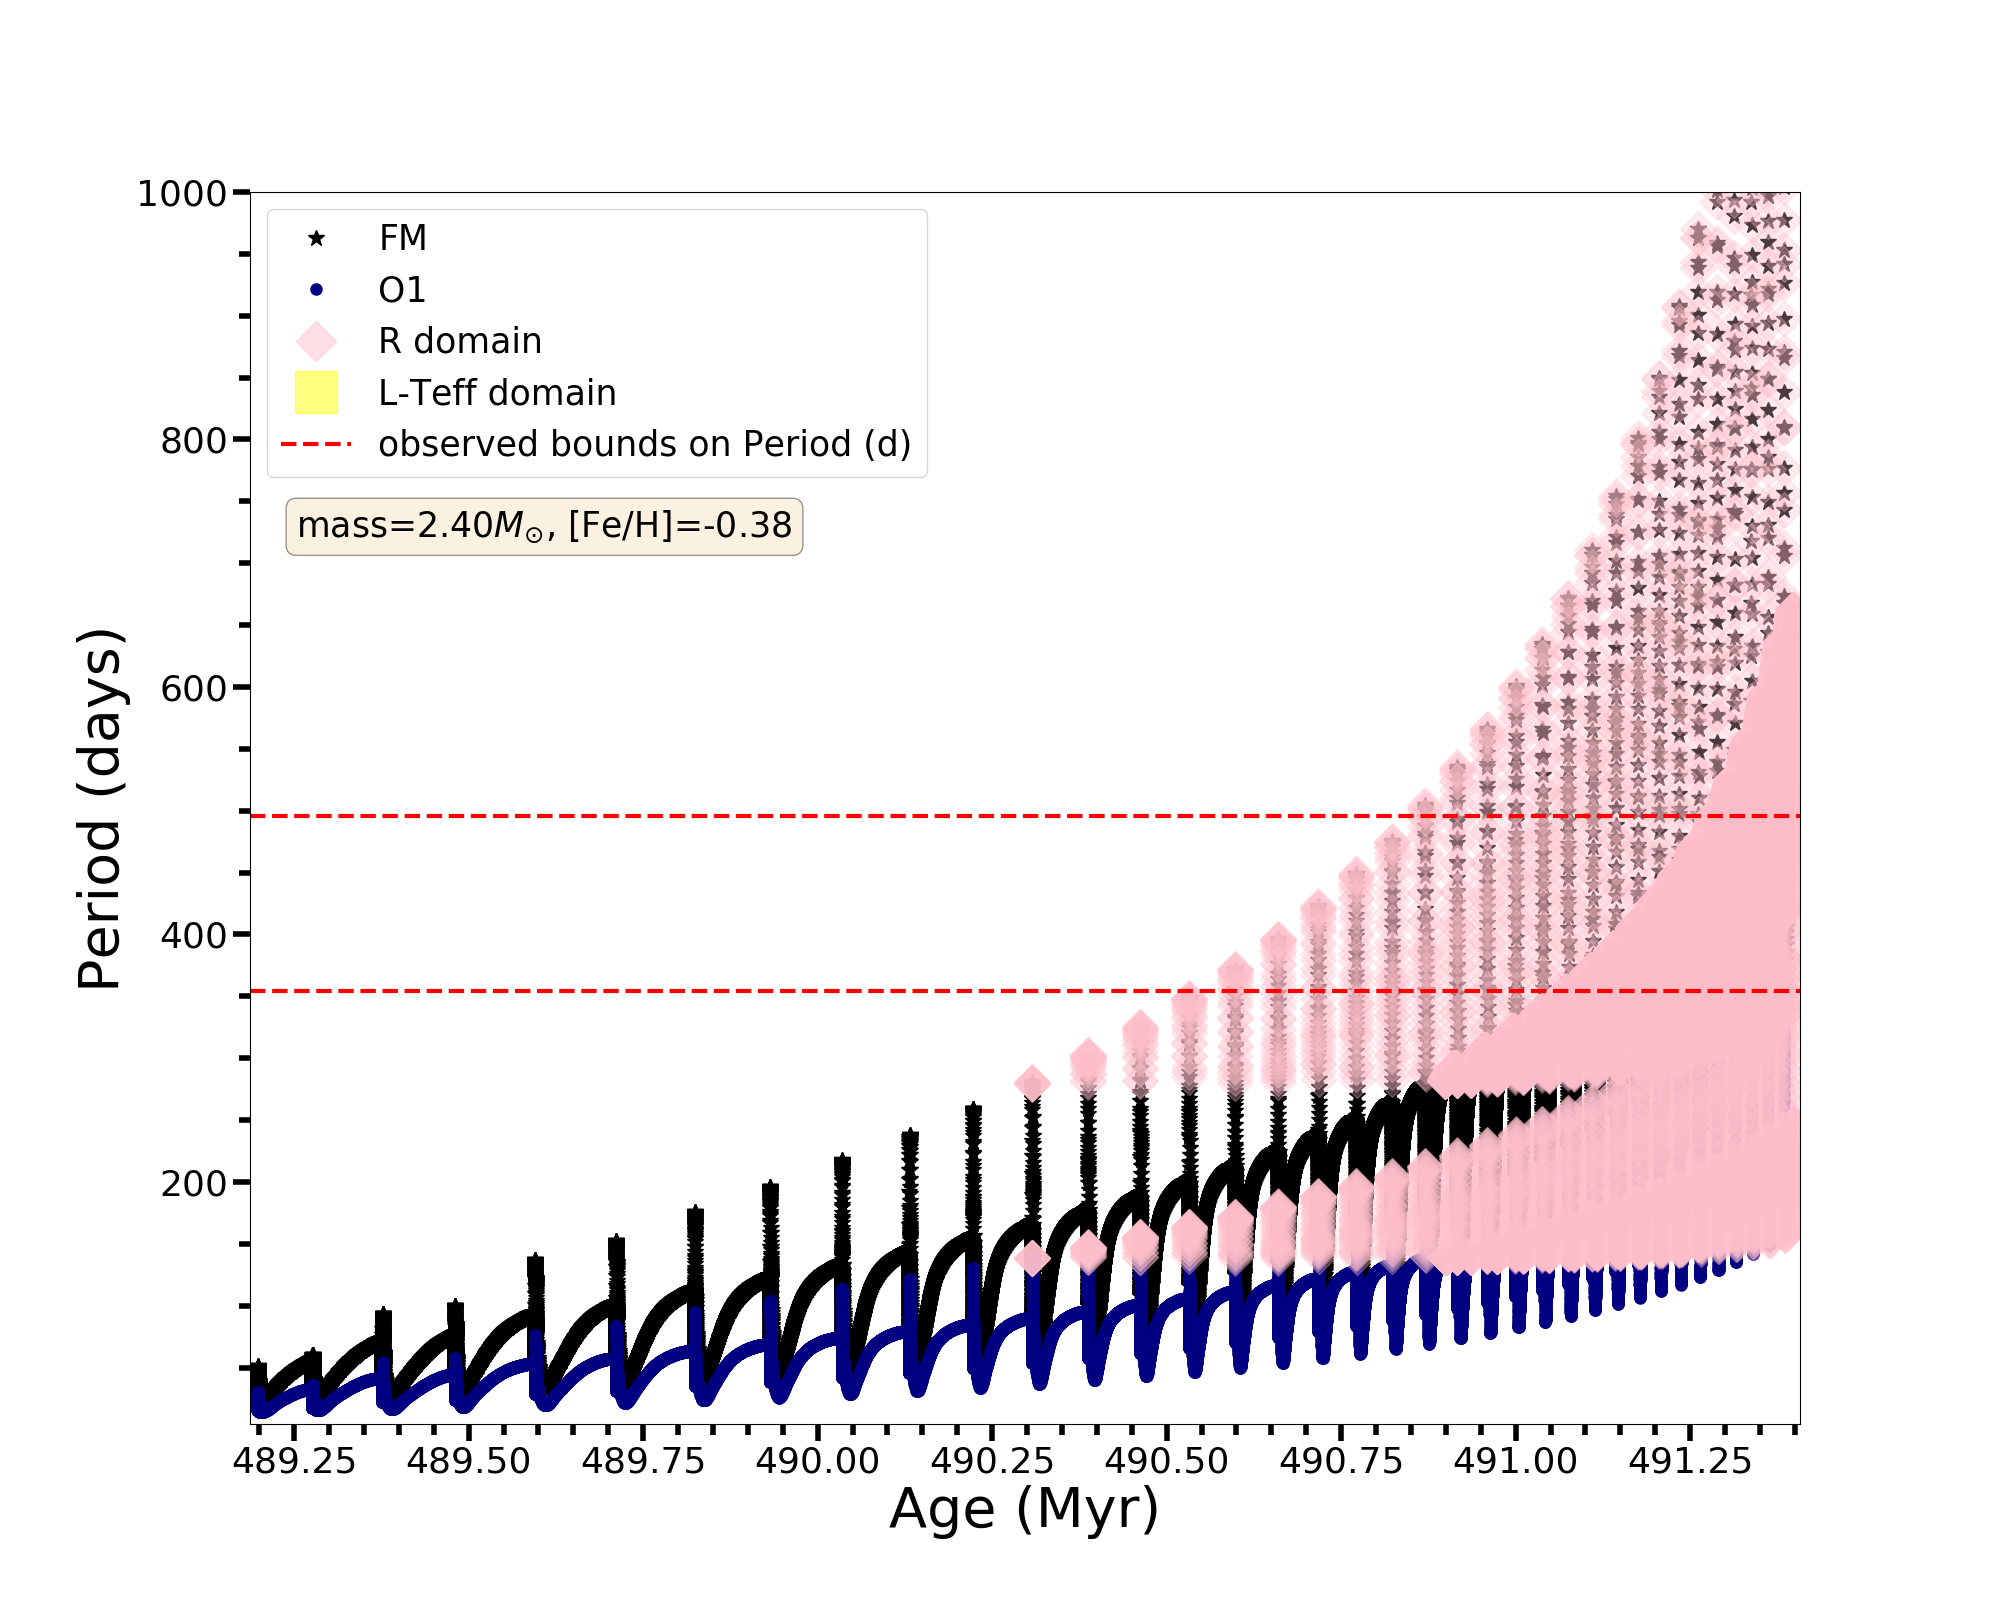 1000
800
600
400
200
Period (days)
FM
O1
R domain
L-Teff domain
observed bounds on Period (d)
mass=2.40M☉, [Fe/H]=-0.38
489.25 489.50 489.75 490.00 490.25 490.50 490.75 491.00 491.25
Age (Myr)